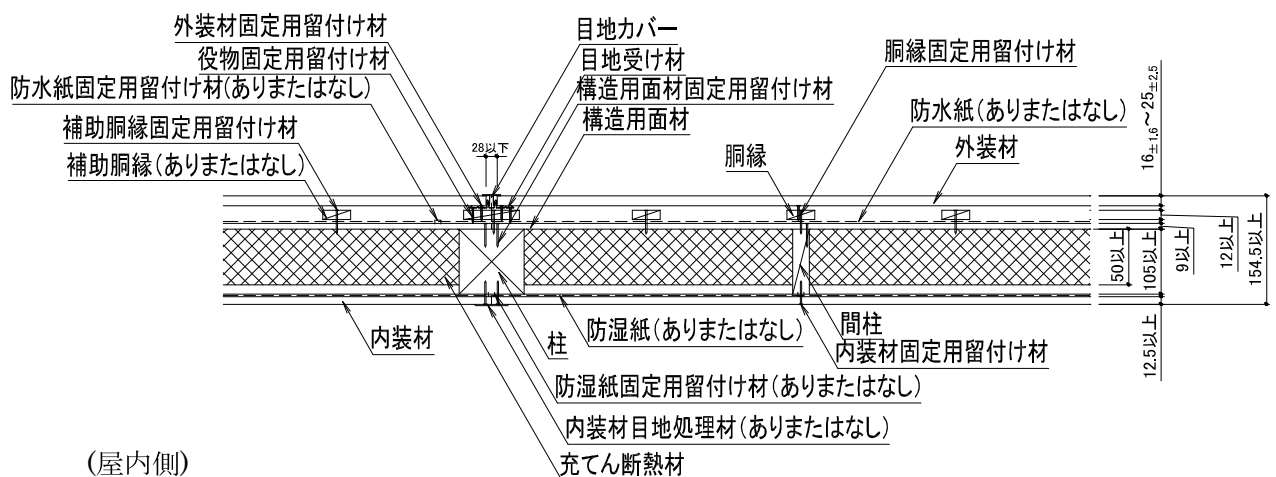 外装材固定用留付け材
役物固定用留付け材
防水紙固定用留付け材(ありまたはなし)
補助胴縁固定用留付け材
補助胴縁(ありまたはなし)
目地カバー
目地受け材
構造用面材固定用留付け材
構造用面材
28以下
胴縁固定用留付け材
防水紙(ありまたはなし)
外装材
胴縁
16±1.6~25±2.5
50以上
105以上
9以上
12以上
154.5以上
12.5以上
内装材
柱
防湿紙(ありまたはなし)
間柱
内装材固定用留付け材
防湿紙固定用留付け材(ありまたはなし)
内装材目地処理材(ありまたはなし)
充てん断熱材
(屋内側)